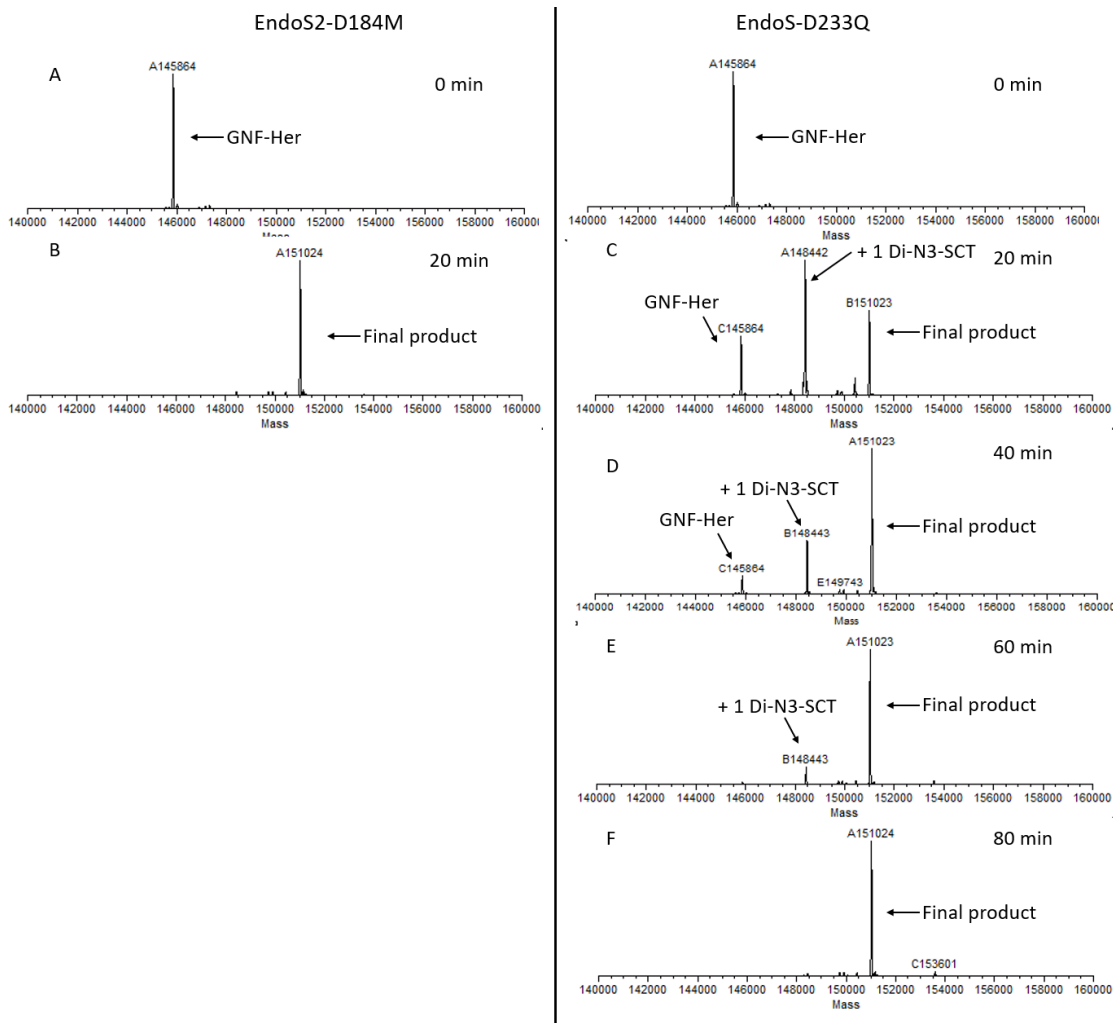 EndoS2-D184M
EndoS-D233Q
A
A145864
0 min
GNF-Her
140000 142000 144000 146000 148000 150000 152000 154000 156000 158000 160000
Mass
A145864
0 min
GNF-Her
140000 142000 144000 146000 148000 150000 152000 154000 156000 158000 160000
Mass
B
A151024
20 min
Final product
140000 142000 144000 146000 148000 150000 152000 154000 156000 158000 160000
Mass
C
A148442
+ 1 Di-N3-SCT
20 min
GNF-Her
C145864
B151023
Final product
140000 142000 144000 146000 148000 150000 152000 154000 156000 158000 160000
Mass
D
A151023
40 min
+ 1 Di-N3-SCT
GNF-Her
B148443
Final product
C145864
E149743
140000 142000 144000 146000 148000 150000 152000 154000 156000 158000 160000
Mass
E
A151023
60 min
+ 1 Di-N3-SCT
Final product
B148443
140000 142000 144000 146000 148000 150000 152000 154000 156000 158000 160000
Mass
F
A151024
80 min
Final product
C153601
140000 142000 144000 146000 148000 150000 152000 154000 156000 158000 160000
Mass